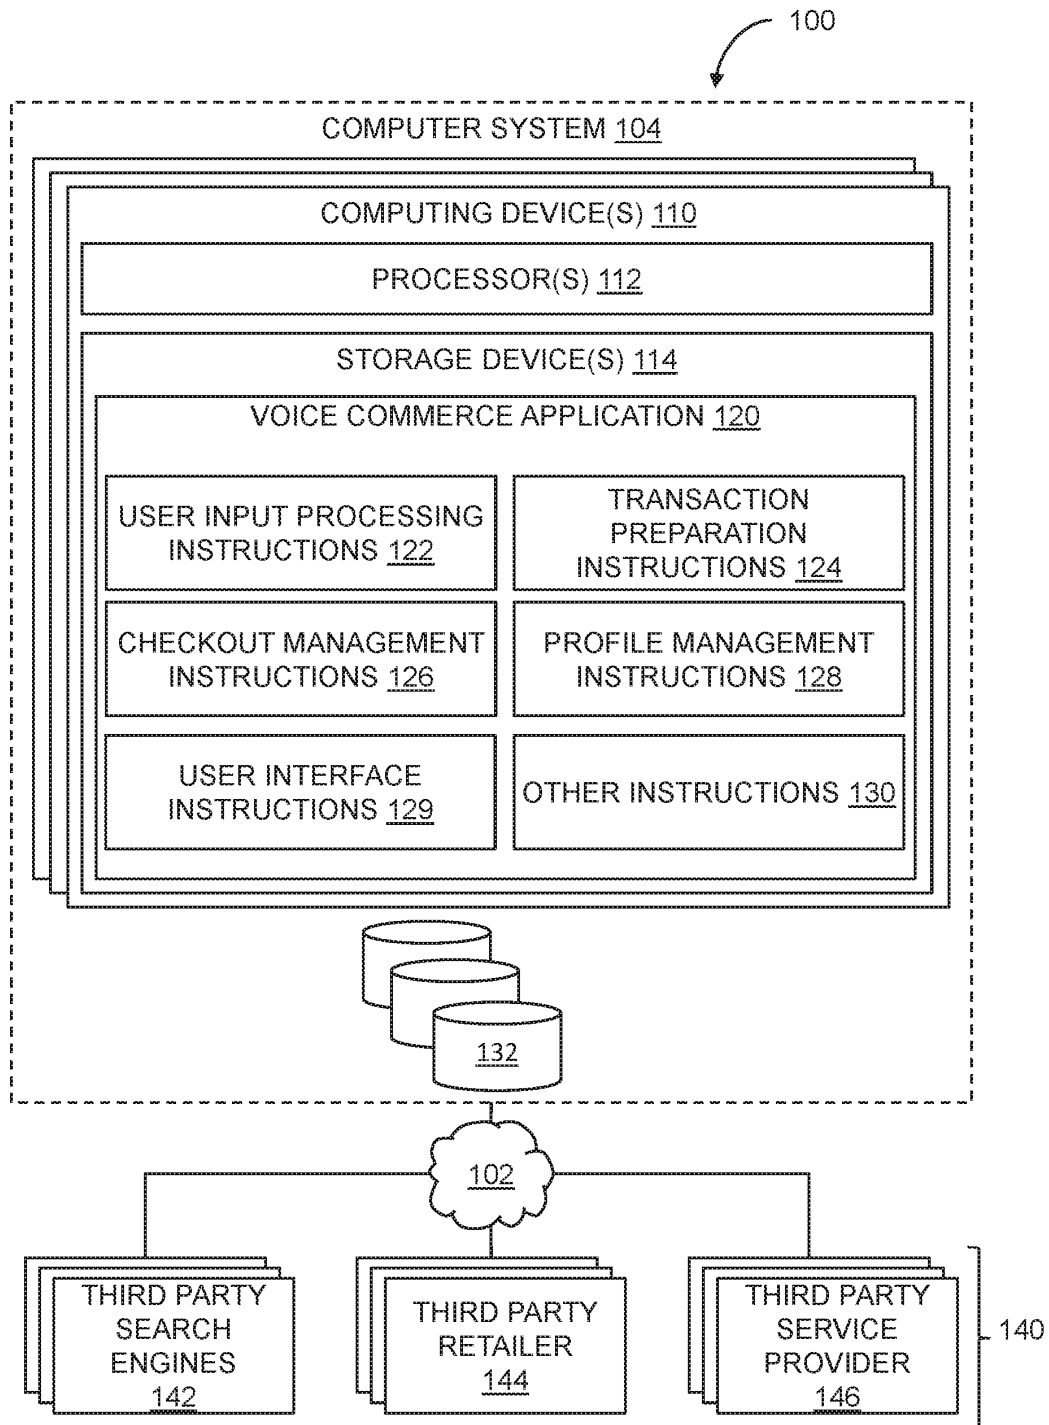 100
COMPUTER SYSTEM 104
COMPUTING DEVICE(S) 110
PROCESSOR(S) 112
STORAGE DEVICE(S) 114
VOICE COMMERCE APPLICATION 120
USER INPUT PROCESSING
INSTRUCTIONS 122
TRANSACTION
PREPARATION
INSTRUCTIONS 124
CHECKOUT MANAGEMENT
INSTRUCTIONS 126
PROFILE MANAGEMENT
INSTRUCTIONS 128
USER INTERFACE
INSTRUCTIONS 129
OTHER INSTRUCTIONS 130
132
102
THIRD PARTY
SEARCH
ENGINES
142
THIRD PARTY
RETAILER
144
THIRD PARTY
SERVICE
PROVIDER
146
140